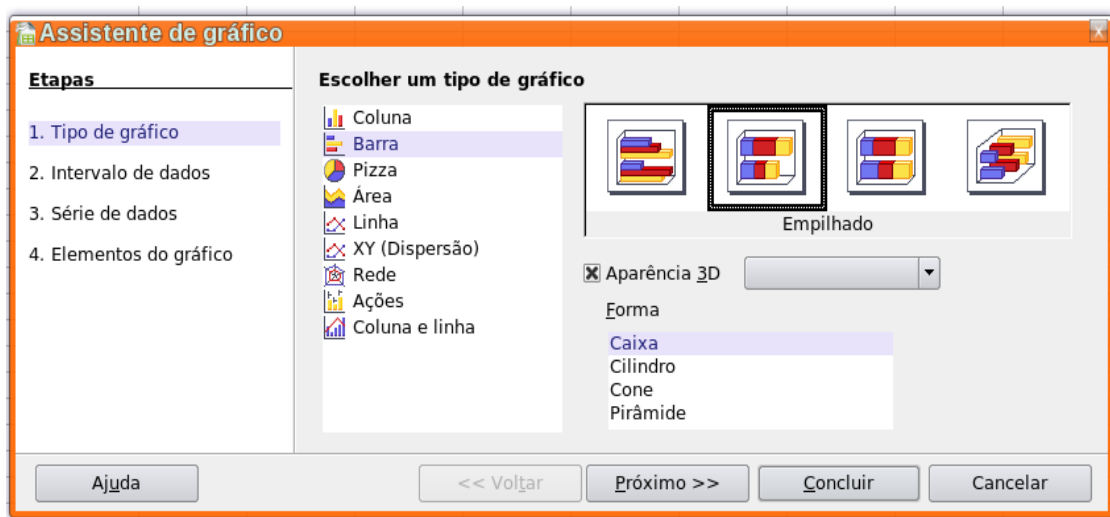 Assistente de gráfico
Etapas
1. Tipo de gráfico
2. Intervalo de dados
3. Série de dados
4. Elementos do gráfico
Escolher um tipo de gráfico
Coluna
Barra
Pizza
Área
Linha
XY (Dispersão)
Rede
Ações
Coluna e linha
Empilhado
Aparência 3D
Forma
Caixa
Cilindro
Cone
Pirâmide
Ajuda
<< Voltar
Próximo >>
Concluir
Cancelar